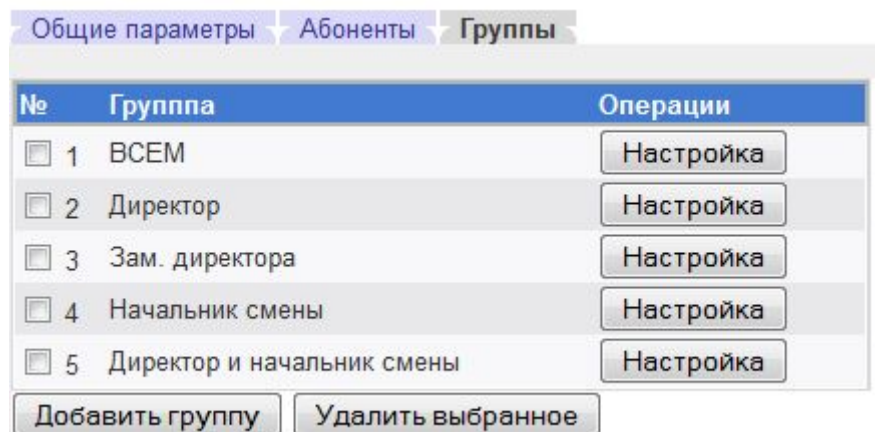 Общие параметры Абоненты Группы
№ Групппа Операции
1 ВСЕМ Настройка
2 Директор Настройка
3 Зам. директора Настройка
4 Начальник смены Настройка
5 Директор и начальник смены Настройка
Добавить группу Удалить выбранное